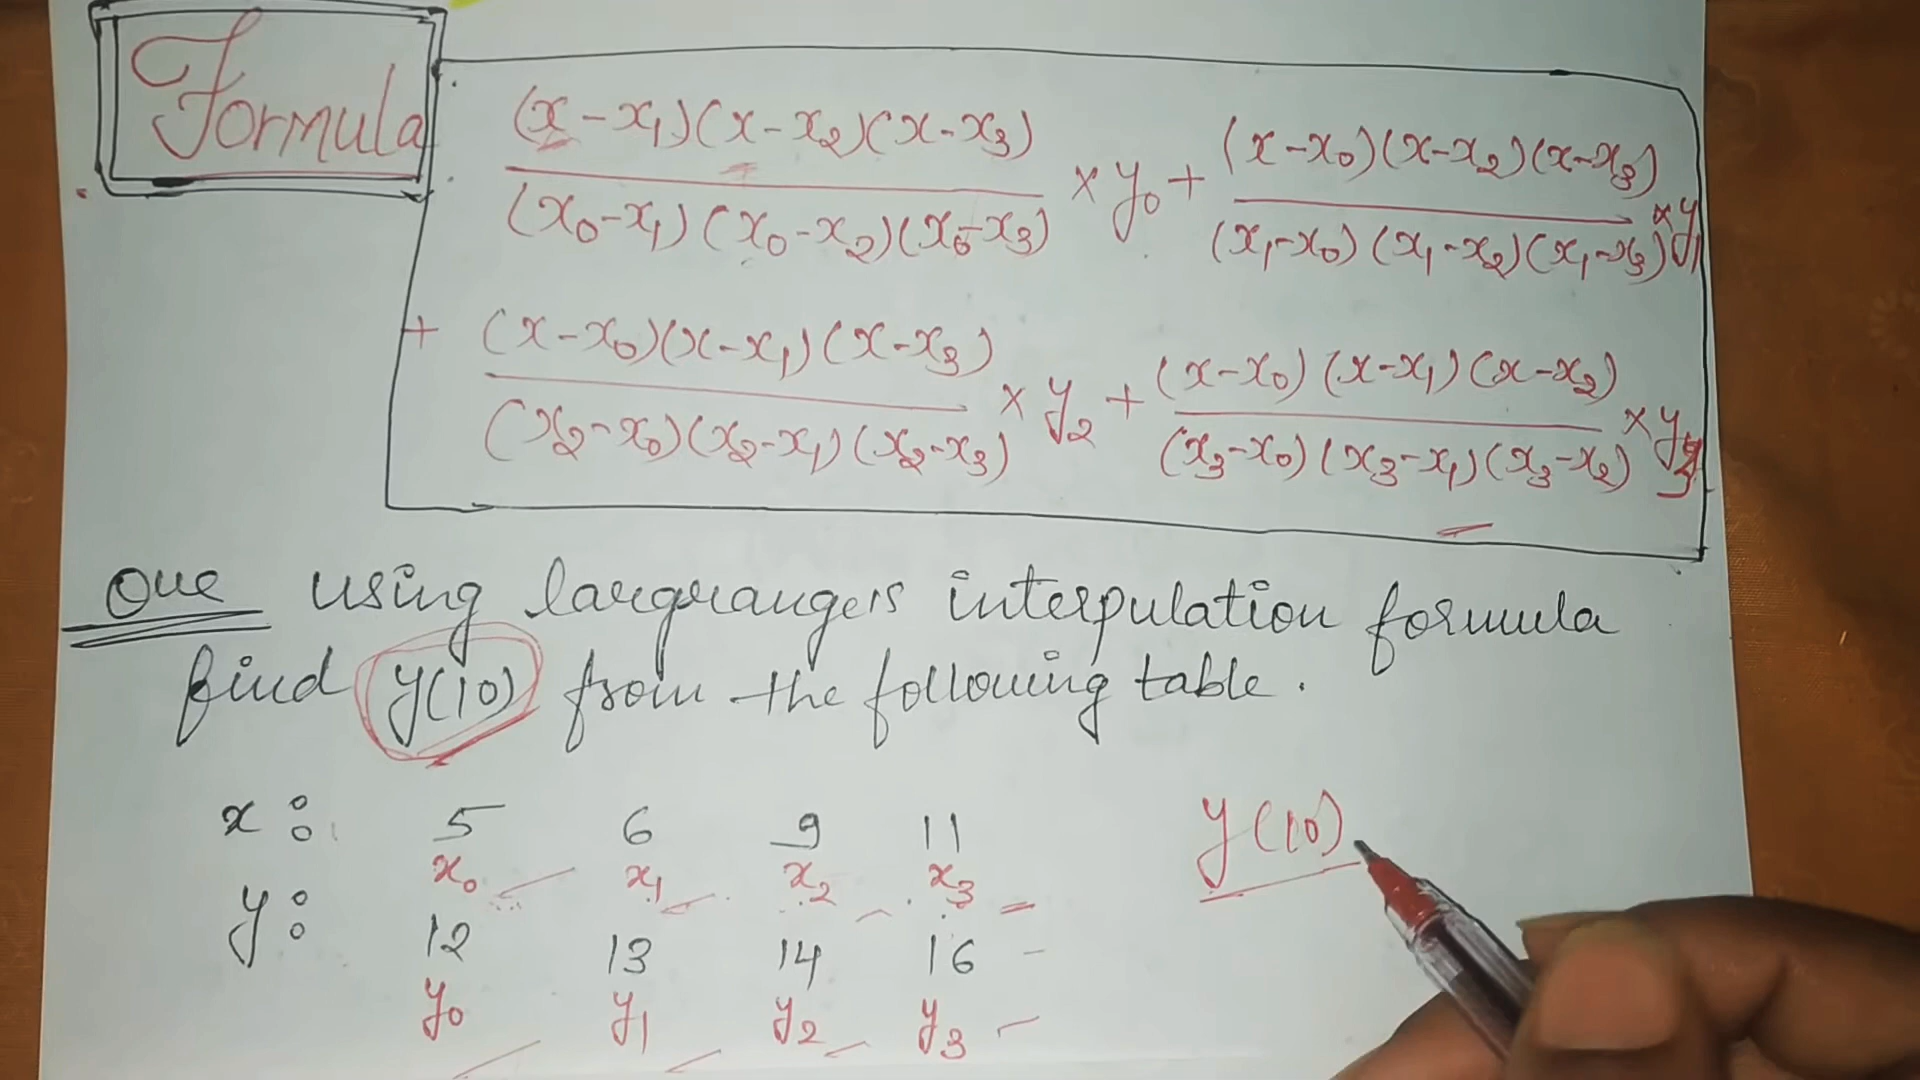 Formula
(x-x₁)(x-x₂)(x-x₃)
(x₀-x₁)(x₀-x₂)(x₀-x₃)
×y₀+
(x-x₀)(x-x₂)(x-x₃)
(x₁-x₀)(x₁-x₂)(x₁-x₃)
×y₁
+
(x-x₀)(x-x₁)(x-x₃)
(x₂-x₀)(x₂-x₁)(x₂-x₃)
×y₂+
(x-x₀)(x-x₁)(x-x₂)
(x₃-x₀)(x₃-x₁)(x₃-x₂)
×y₃
One using largrangers interpulation formula
find y(10) from the following table.
x: 5 6 9 11
x₀ x₁ x₂ x₃
y: 12 13 14 16
y₀ y₁ y₂ y₃
y(10)